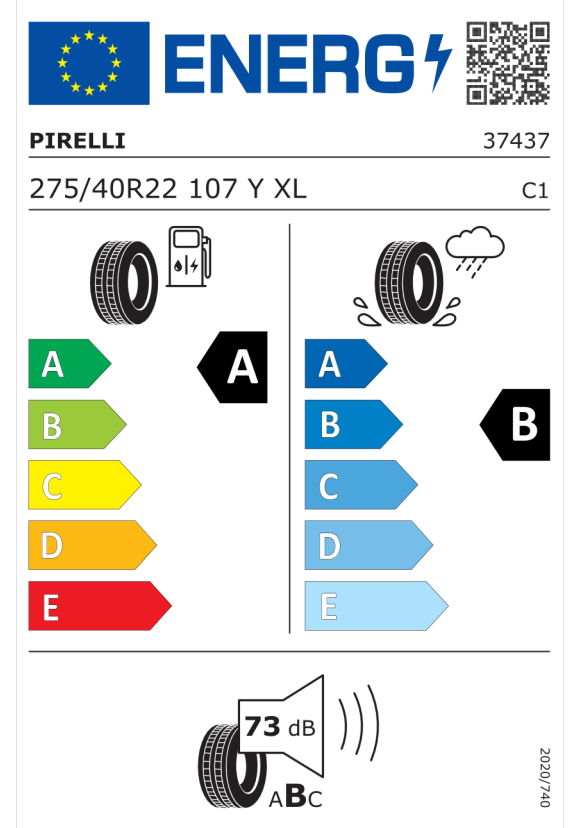 ENERG
PIRELLI 37437
275/40R22 107 Y XL C1
A A
B
C
D
E
A
B B
C
D
E
73 dB
ABC
2020/740